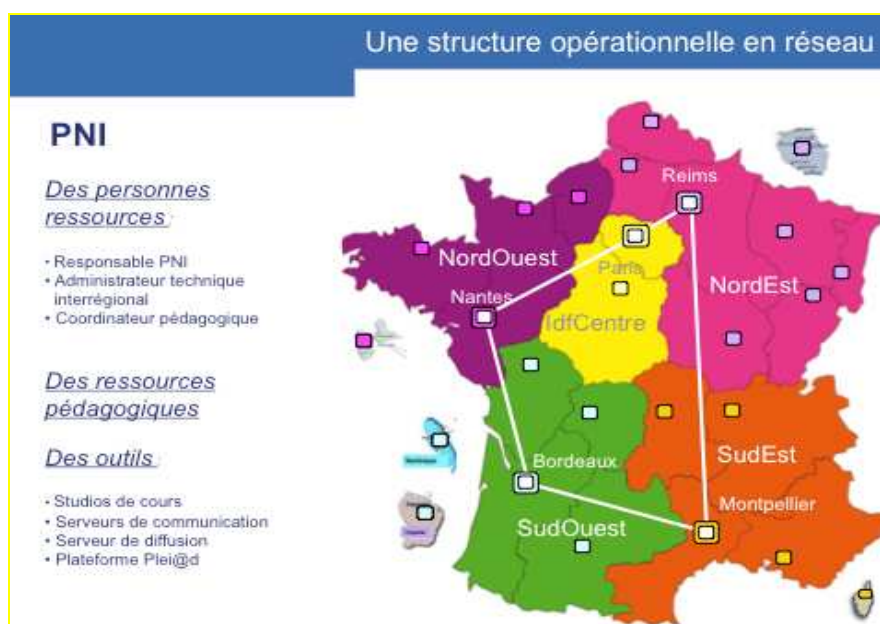 Une structure opérationnelle en réseau
PNI
Des personnes
ressources :
• Responsable PNI
• Administrateur technique
interrégional
• Coordinateur pédagogique
Des ressources
pédagogiques
Des outils :
• Studios de cours
• Serveurs de communication
• Serveur de diffusion
• Plateforme Plei@d
Reims
NordOuest
Paris
NordEst
Nantes
IdfCentre
Bordeaux
SudEst
Montpellier
SudOuest